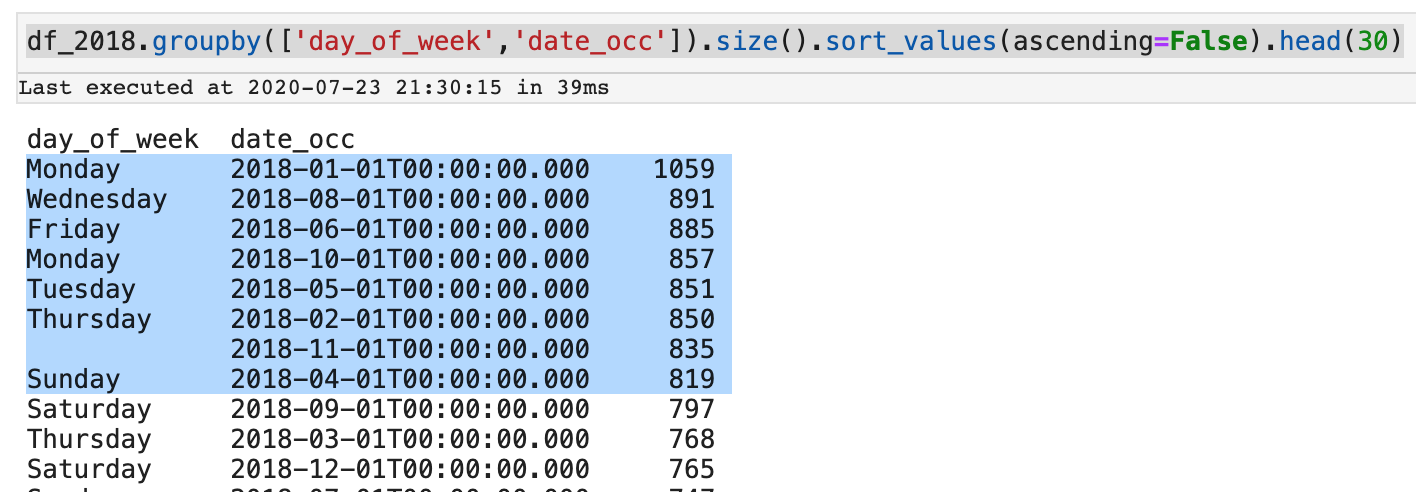 df_2018.groupby(['day_of_week','date_occ']).size().sort_values(ascending=False).head(30)
Last executed at 2020-07-23 21:30:15 in 39ms
day_of_week date_occ
Monday 2018-01-01T00:00:00.000 1059
Wednesday 2018-08-01T00:00:00.000 891
Friday 2018-06-01T00:00:00.000 885
Monday 2018-10-01T00:00:00.000 857
Tuesday 2018-05-01T00:00:00.000 851
Thursday 2018-02-01T00:00:00.000 850
2018-11-01T00:00:00.000 835
Sunday 2018-04-01T00:00:00.000 819
Saturday 2018-09-01T00:00:00.000 797
Thursday 2018-03-01T00:00:00.000 768
Saturday 2018-12-01T00:00:00.000 765